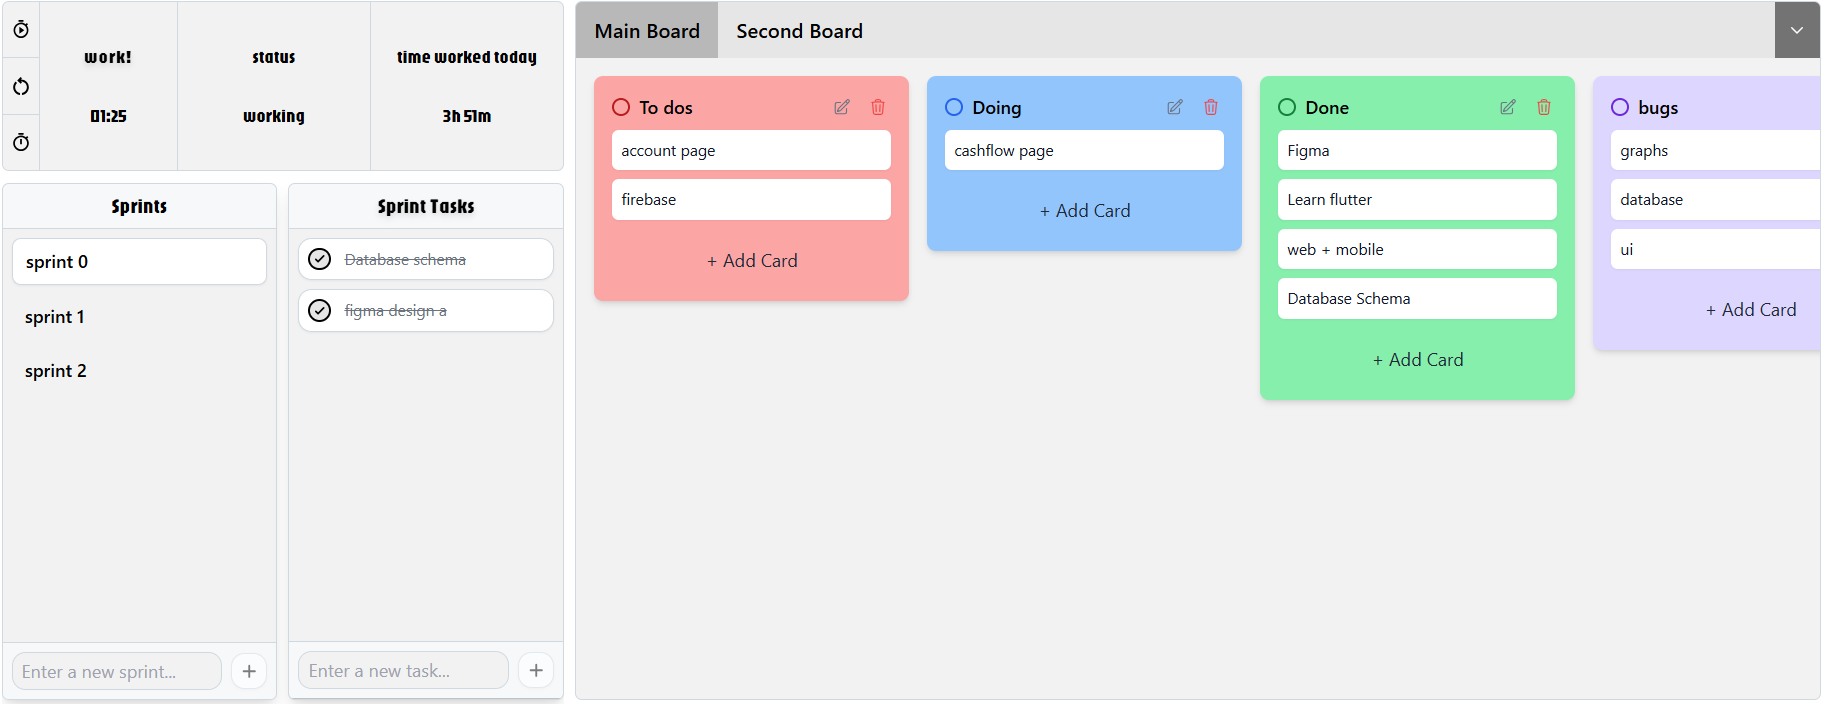 work!
01:25
status
working
time worked today
3h 51m
Sprints
sprint 0
sprint 1
sprint 2
Enter a new sprint...
Sprint Tasks
Database schema
figma design a
Enter a new task...
Main Board
Second Board
To dos
account page
firebase
+ Add Card
Doing
cashflow page
+ Add Card
Done
Figma
Learn flutter
web + mobile
Database Schema
+ Add Card
bugs
graphs
database
ui
+ Add Card